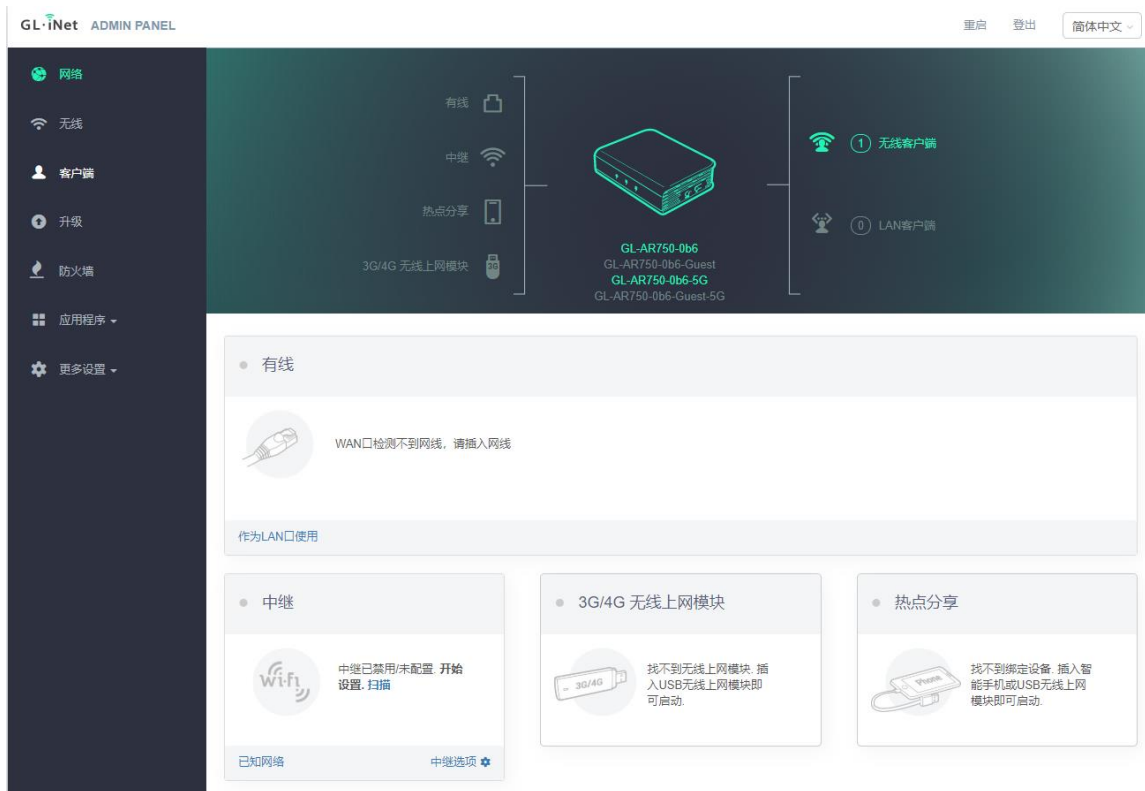 GL·iNet ADMIN PANEL
重启 登出 简体中文
网络
无线
客户端
升级
防火墙
应用程序
更多设置
有线
中继
热点分享
3G/4G 无线上网模块
3G
GL-AR750-0b6
GL-AR750-0b6-Guest
GL-AR750-0b6-5G
GL-AR750-0b6-Guest-5G
1 无线客户端
0 LAN客户端
有线
WAN口检测不到网线，请插入网线
作为LAN口使用
中继
Wi-Fi
中继已禁用/未配置. 开始
设置. 扫描
已知网络 中继选项
3G/4G 无线上网模块
3G/4G
找不到无线上网模块. 插
入USB无线上网模块即
可启动.
热点分享
Phone
找不到绑定设备. 插入智
能手机或USB无线上网
模块即可启动.